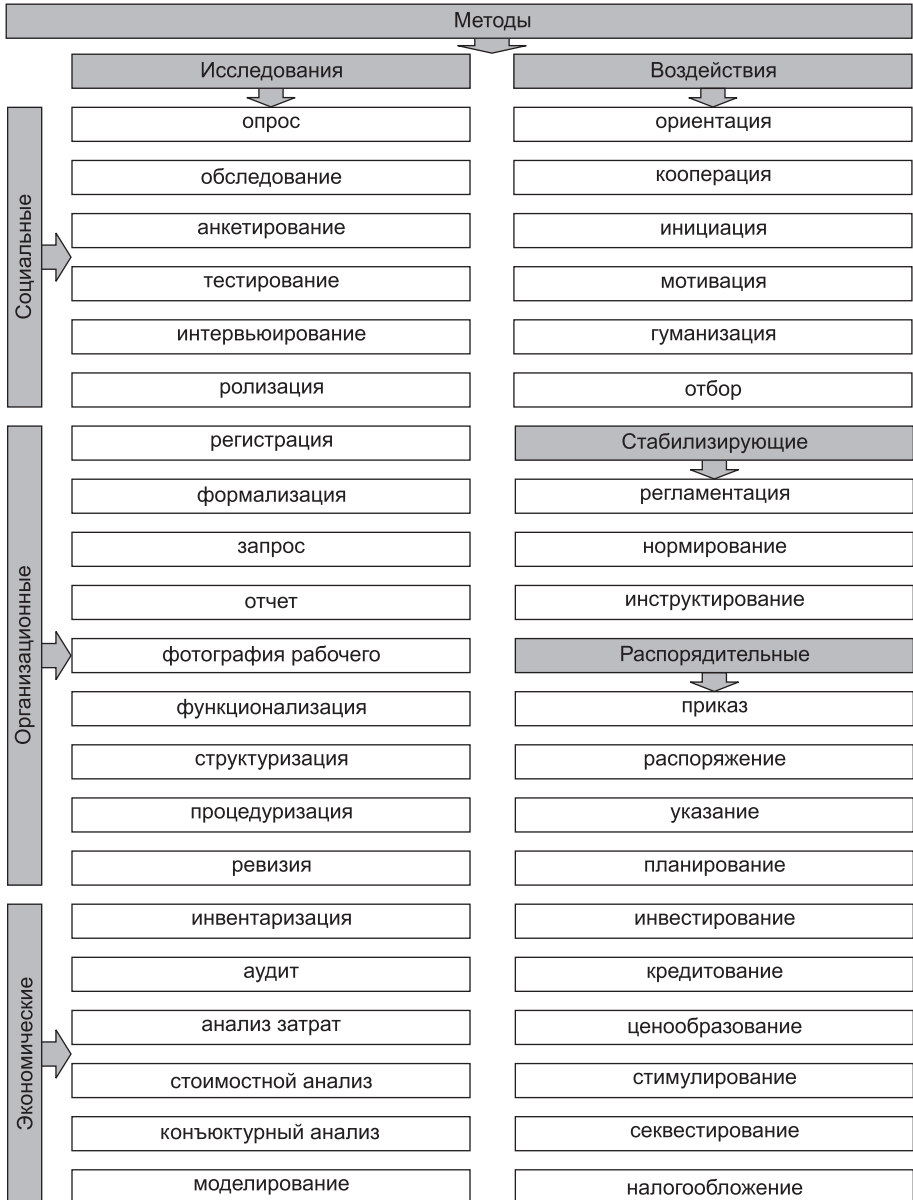 Методы
Исследования
Воздействия
Социальные
опрос
ориентация
обследование
кооперация
анкетирование
инициация
тестирование
мотивация
интервьюирование
гуманизация
ролизация
отбор
Организационные
регистрация
Стабилизирующие
формализация
регламентация
запрос
нормирование
отчет
инструктирование
фотография рабочего
Распорядительные
функционализация
приказ
структуризация
распоряжение
процедуризация
указание
ревизия
планирование
Экономические
инвентаризация
инвестирование
аудит
кредитование
анализ затрат
ценообразование
стоимостной анализ
стимулирование
конъюктурный анализ
секвестирование
моделирование
налогообложение